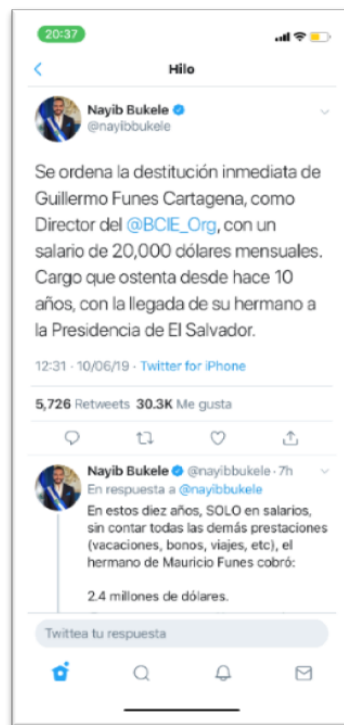 20:37
Hilo
Nayib Bukele
@nayibbukele
Se ordena la destitución inmediata de
Guillermo Funes Cartagena, como
Director del @BCIE_Org, con un
salario de 20,000 dólares mensuales.
Cargo que ostenta desde hace 10
años, con la llegada de su hermano a
la Presidencia de El Salvador.
12:31 · 10/06/19 · Twitter for iPhone
5,726 Retweets 30.3K Me gusta
Nayib Bukele @nayibbukele · 7h
En respuesta a @nayibbukele
En estos diez años, SOLO en salarios,
sin contar todas las demás prestaciones
(vacaciones, bonos, viajes, etc), el
hermano de Mauricio Funes cobró:
2.4 millones de dólares.
Twittea tu respuesta